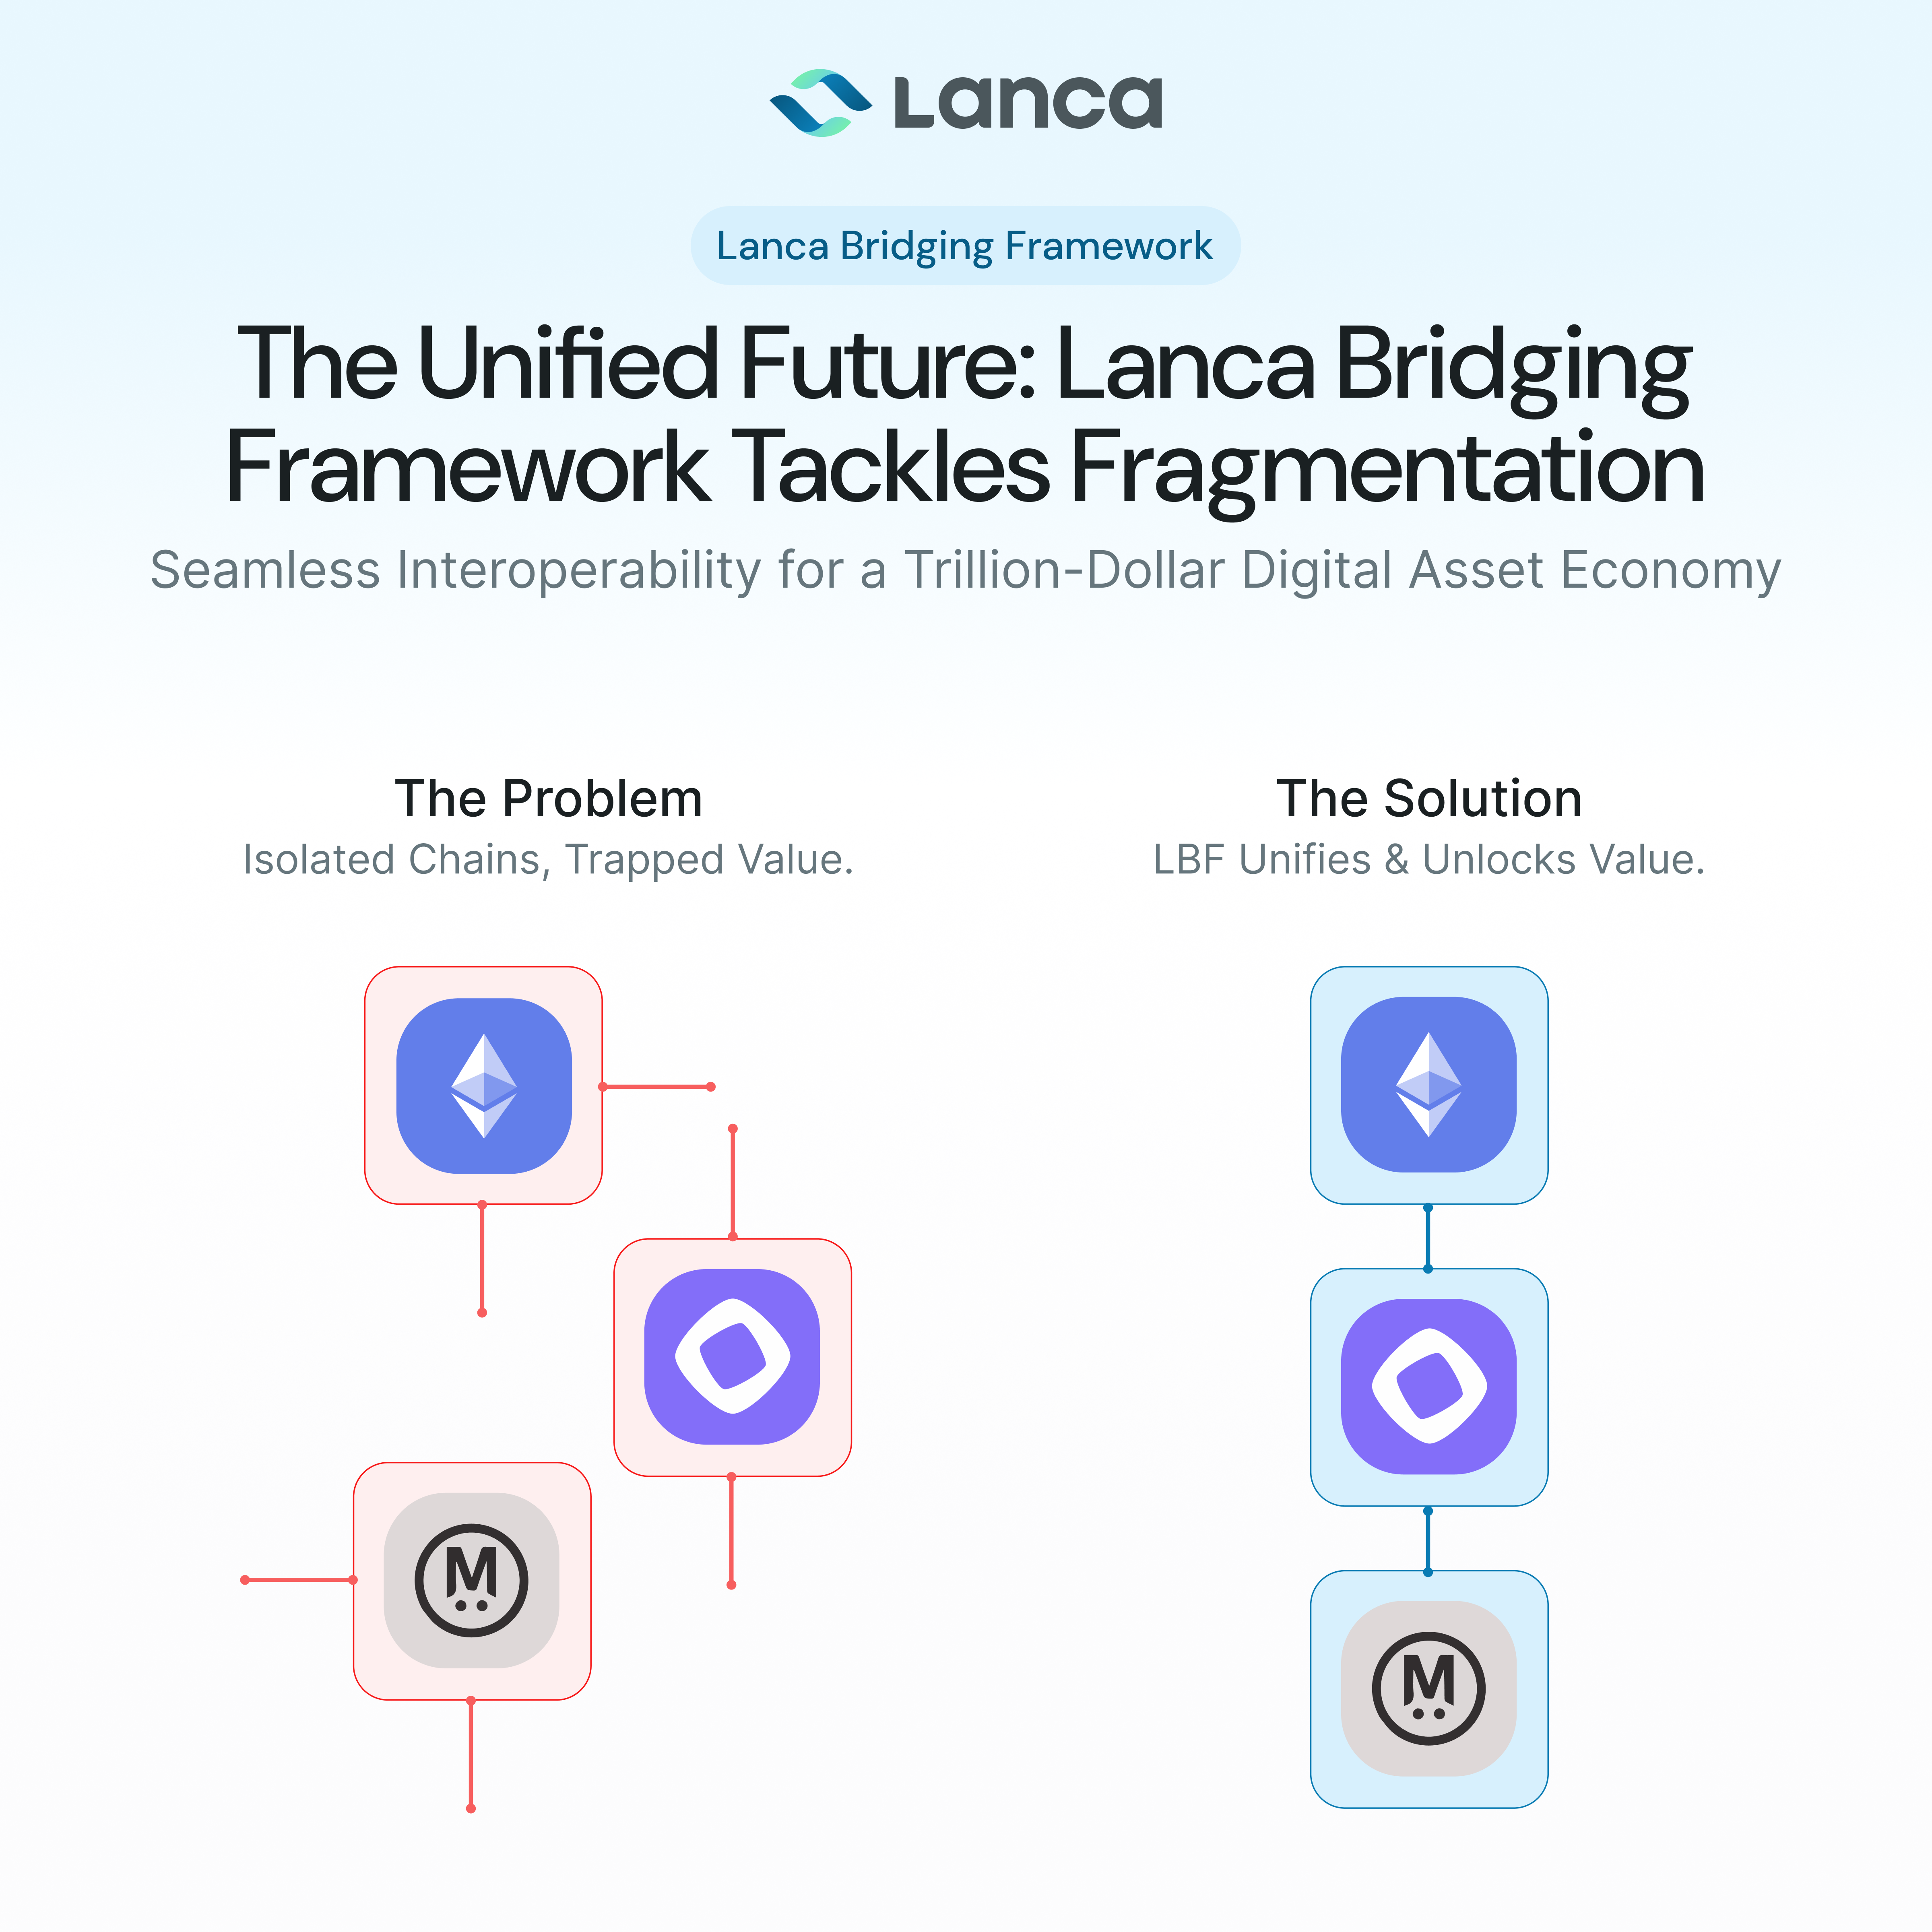 Lanca
Lanca Bridging Framework
The Unified Future: Lanca Bridging
Framework Tackles Fragmentation
Seamless Interoperability for a Trillion-Dollar Digital Asset Economy
The Problem
Isolated Chains, Trapped Value.
The Solution
LBF Unifies & Unlocks Value.
M
M